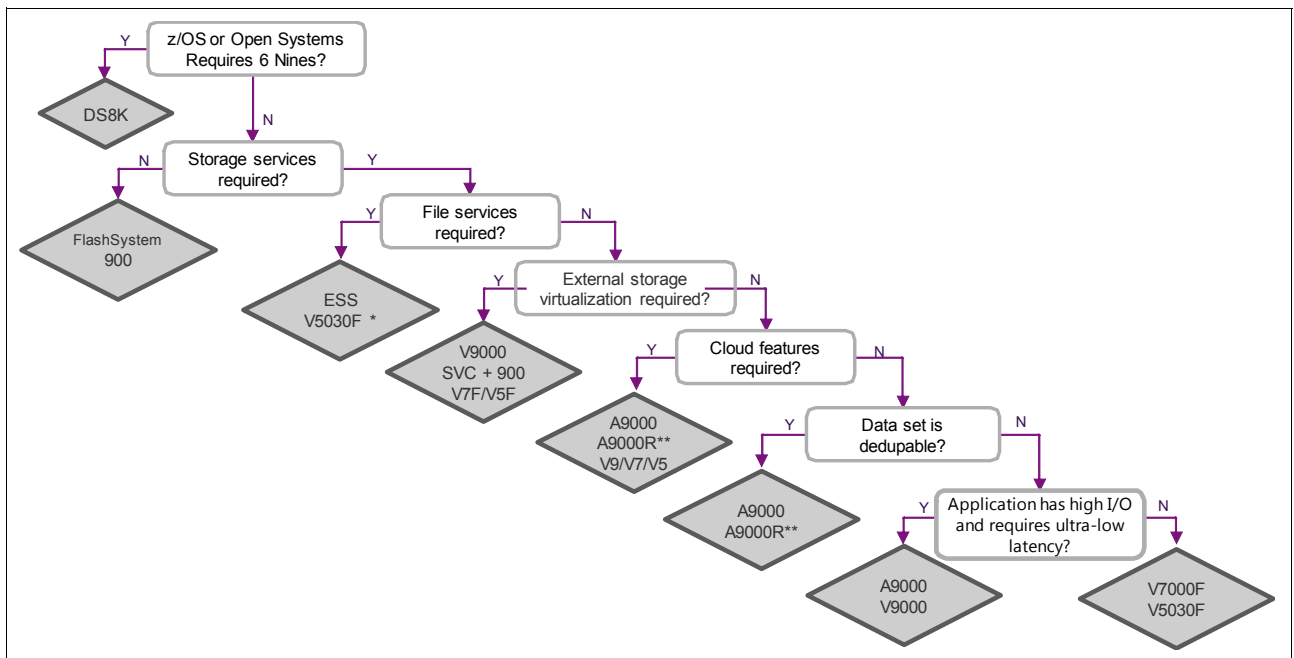 z/OS or Open Systems
Requires 6 Nines?
Y
DS8K
N
Storage services
required?
N
Y
FlashSystem
900
File services
required?
Y
N
ESS
V5030F *
External storage
virtualization required?
Y
N
V9000
SVC + 900
V7F/V5F
Cloud features
required?
Y
N
A9000
A9000R**
V9/V7/V5
Data set is
dedupable?
Y
N
A9000
A9000R**
Application has high I/O
and requires ultra-low
latency?
Y
N
A9000
V9000
V7000F
V5030F